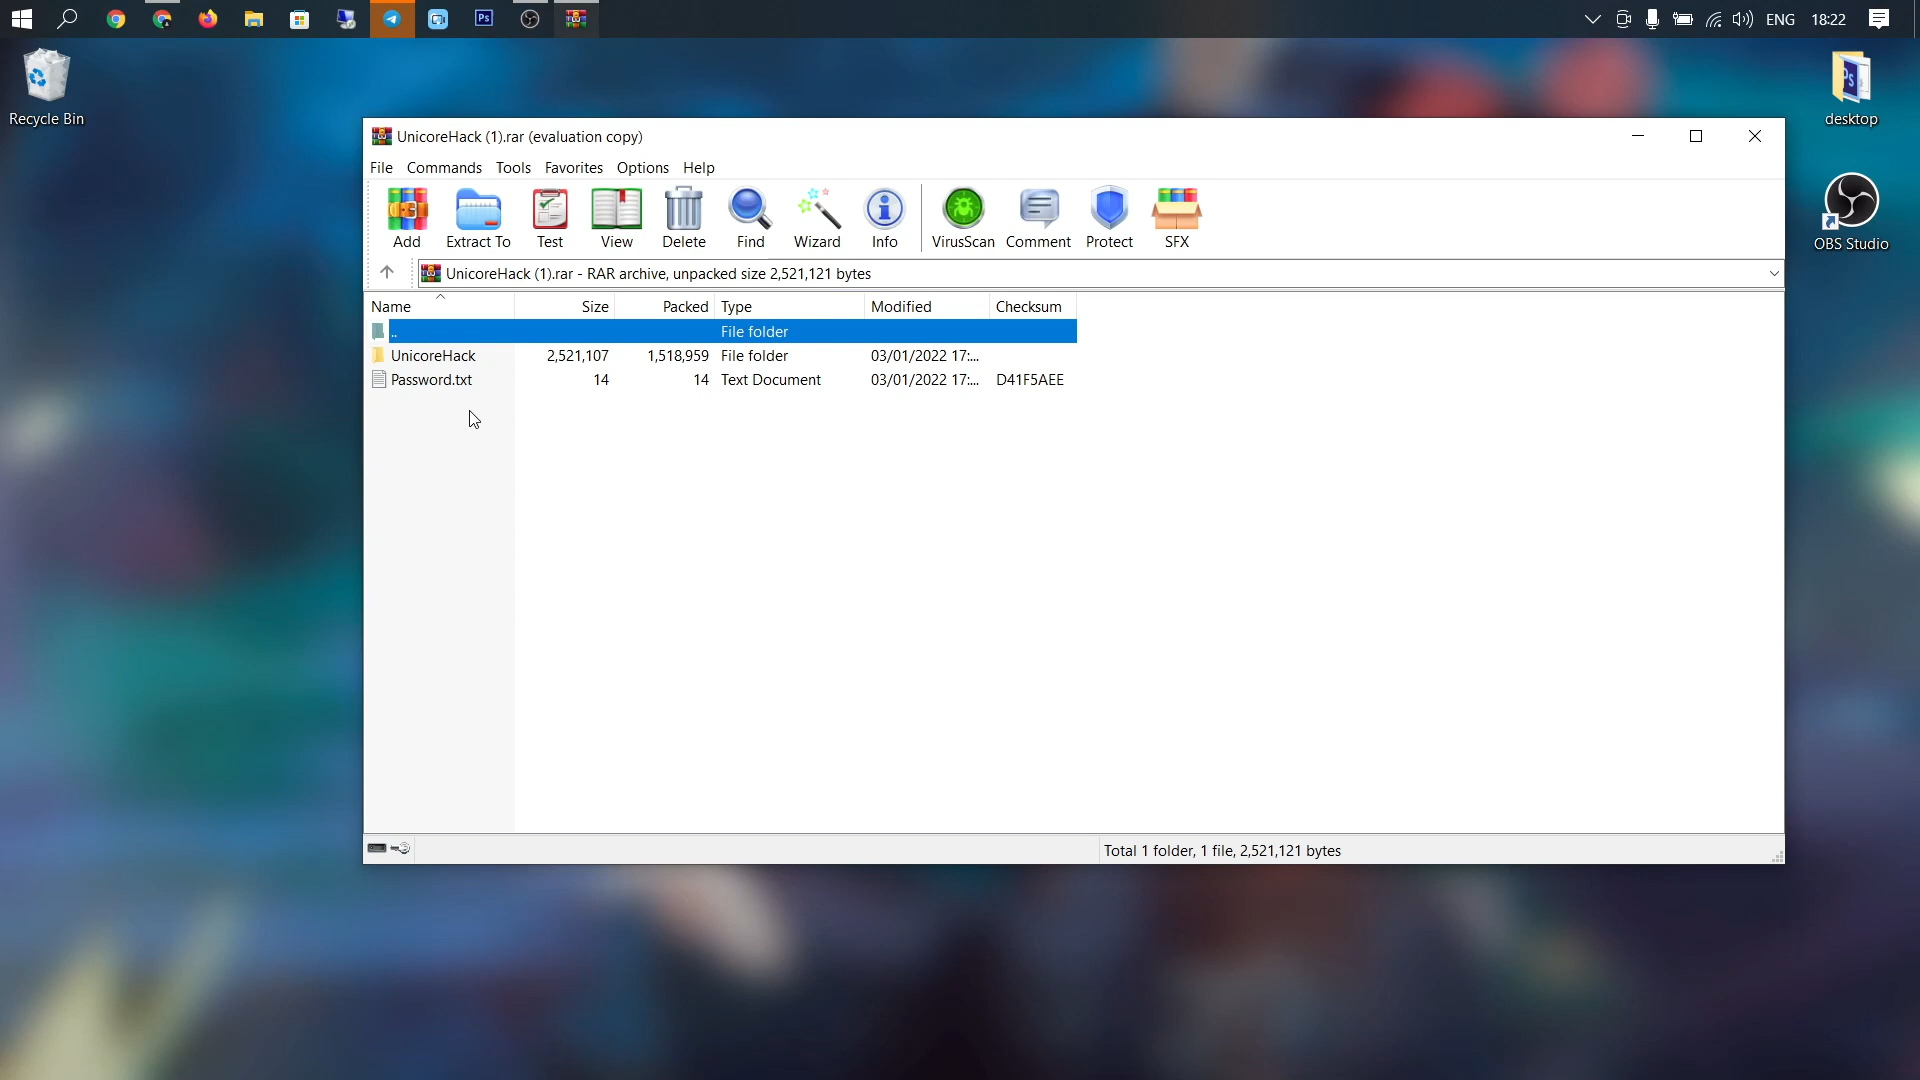 ENG 18:22
Recycle Bin
desktop
OBS Studio
Ps
Ps
UnicoreHack (1).rar (evaluation copy)
File Commands Tools Favorites Options Help
Add Extract To Test View Delete Find Wizard Info VirusScan Comment Protect SFX
UnicoreHack (1).rar - RAR archive, unpacked size 2,521,121 bytes
Name Size Packed Type Modified Checksum
.. File folder
UnicoreHack 2,521,107 1,518,959 File folder 03/01/2022 17:...
Password.txt 14 14 Text Document 03/01/2022 17:... D41F5AEE
Total 1 folder, 1 file, 2,521,121 bytes